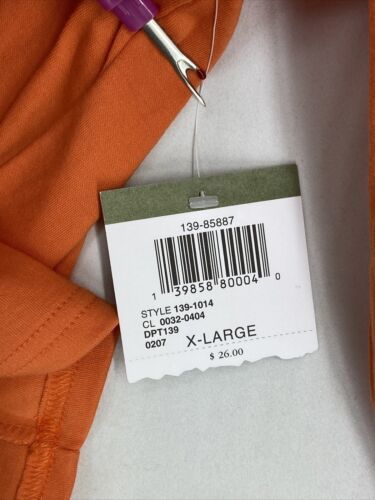 139-85887
1 39858 80004 0
STYLE 139-1014
CL 0032-0404
DPT139
0207 X-LARGE
$ 26.00